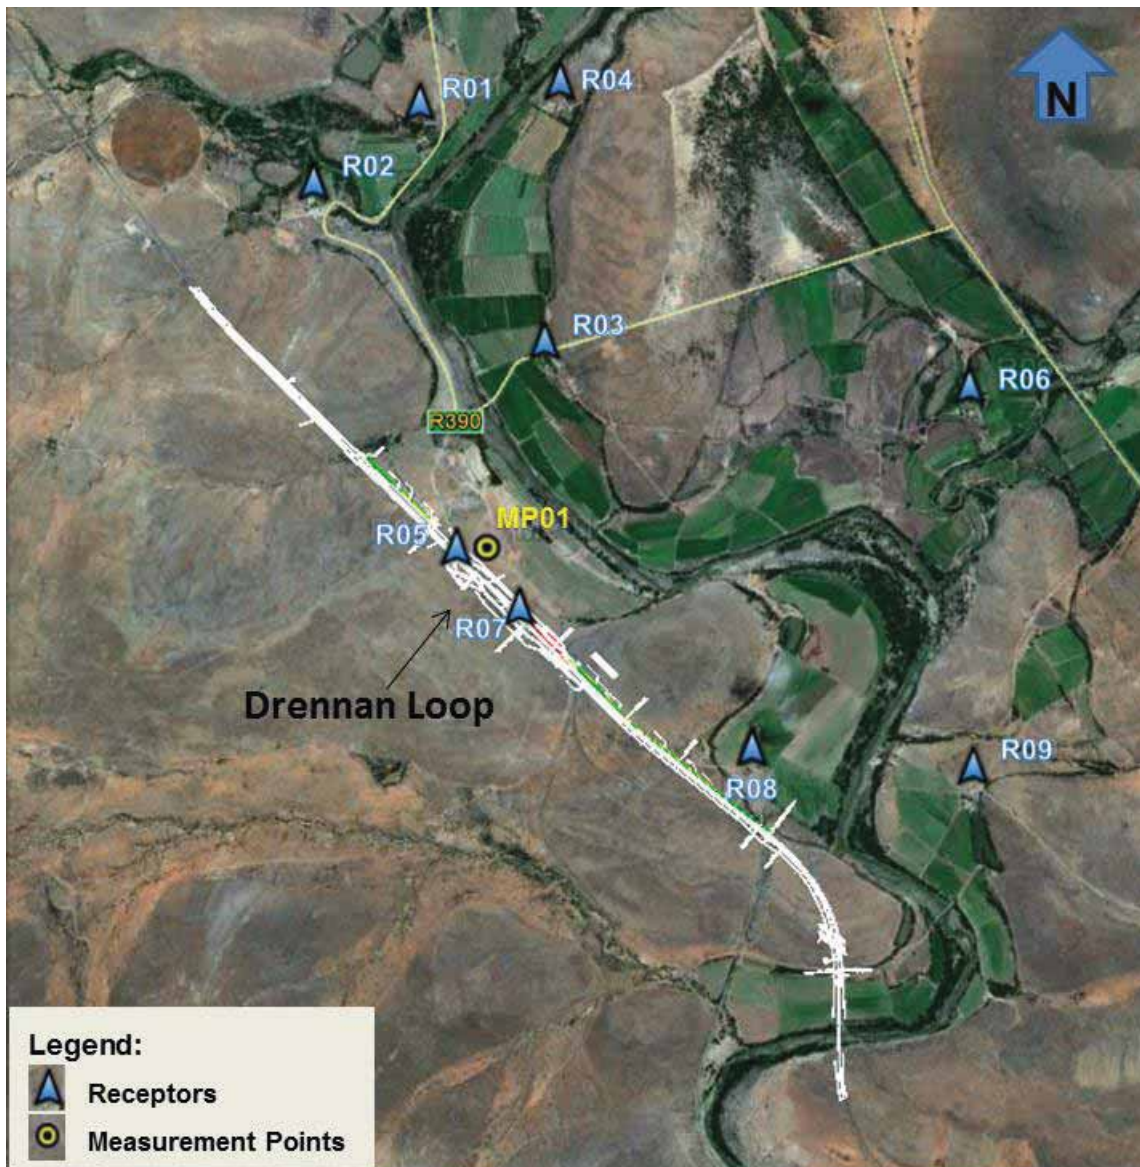 R01
R04
N
R02
R03
R06
R390
MP01
R05
R07
Drennan Loop
R09
R08
Legend:
Receptors
Measurement Points